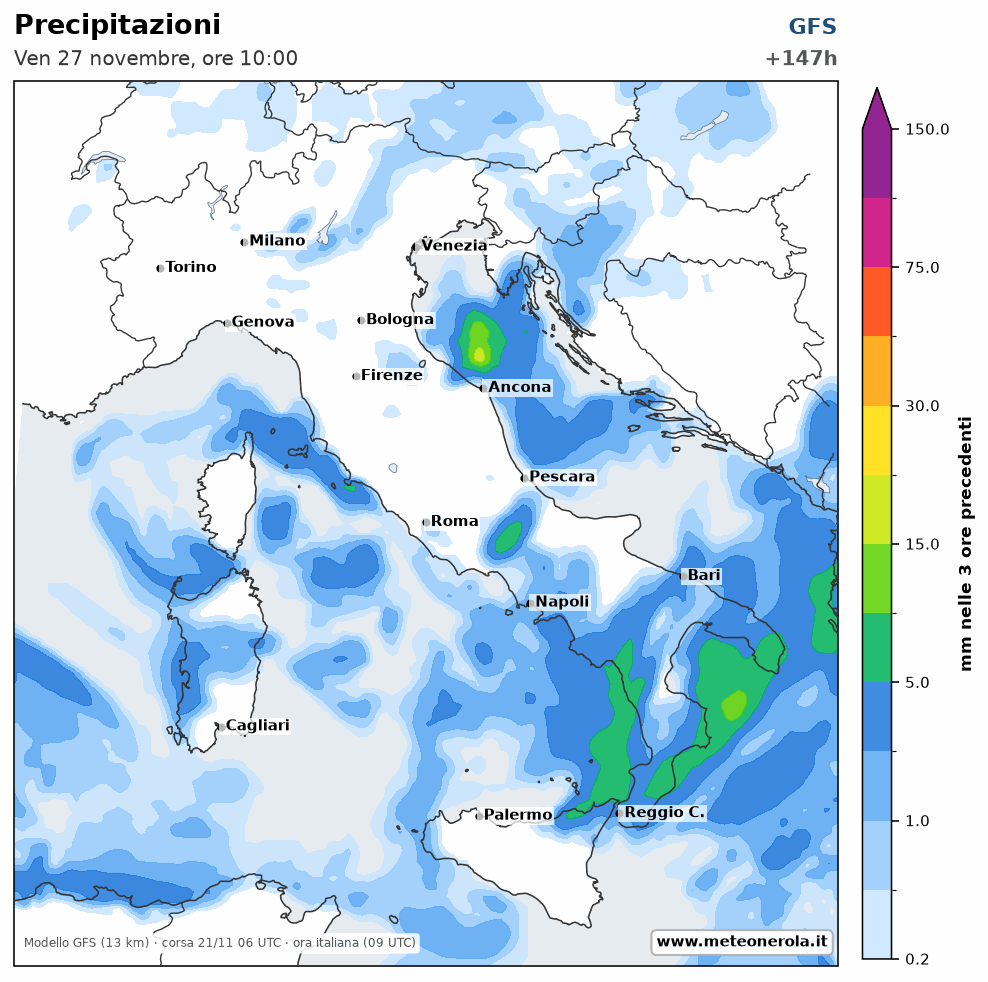 Precipitazioni
GFS
Ven 27 novembre, ore 10:00
+147h
150.0
75.0
30.0
15.0
5.0
1.0
0.2
mm nelle 3 ore precedenti
Milano
Venezia
Torino
Genova
Bologna
Firenze
Ancona
Pescara
Roma
Bari
Napoli
Cagliari
Palermo
Reggio C.
Modello GFS (13 km) · corsa 21/11 06 UTC · ora italiana (09 UTC)
www.meteonerola.it